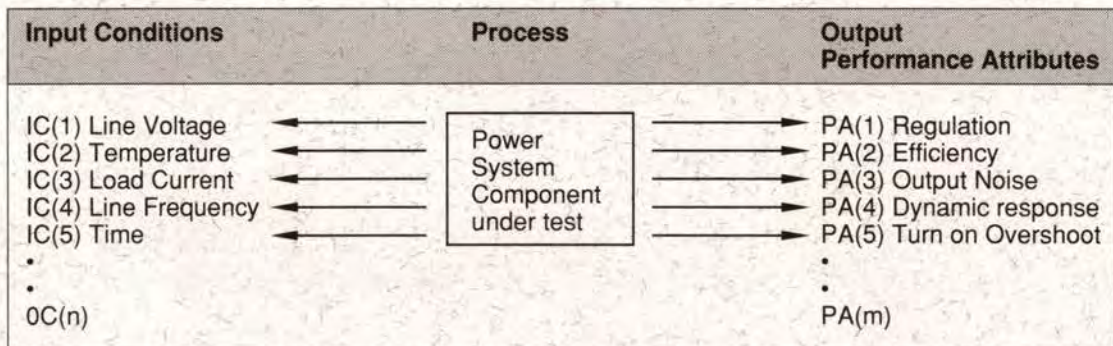 Input Conditions
Process
Output
Performance Attributes
IC(1) Line Voltage
IC(2) Temperature
IC(3) Load Current
IC(4) Line Frequency
IC(5) Time
•
•
0C(n)
Power
System
Component
under test
PA(1) Regulation
PA(2) Efficiency
PA(3) Output Noise
PA(4) Dynamic response
PA(5) Turn on Overshoot
•
•
PA(m)